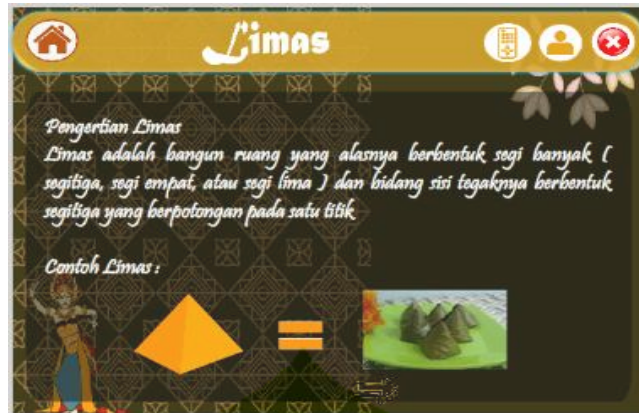 Limas
Pengertian Limas
Limas adalah bangun ruang yang alasnya berbentuk segi banyak (
segitiga, segi empat, atau segi lima ) dan bidang sisi tegaknya berbentuk
segitiga yang berpotongan pada satu titik
Contoh Limas :